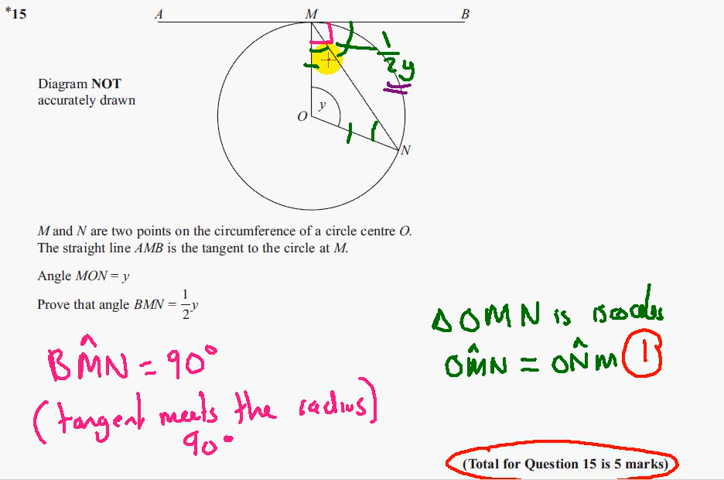 *15
A M B
1/2 y
Diagram NOT
accurately drawn
y
O
N
M and N are two points on the circumference of a circle centre O.
The straight line AMB is the tangent to the circle at M.
Angle MON = y
Prove that angle BMN = 1/2 y
Δ OMN is isosceles
OM̂N = ON̂M 1
BM̂N = 90°
(tangent meets the radius)
90°
(Total for Question 15 is 5 marks)